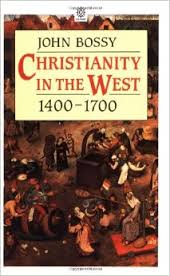 JOHN BOSSY
CHRISTIANITY
IN THE WEST
1400–1700